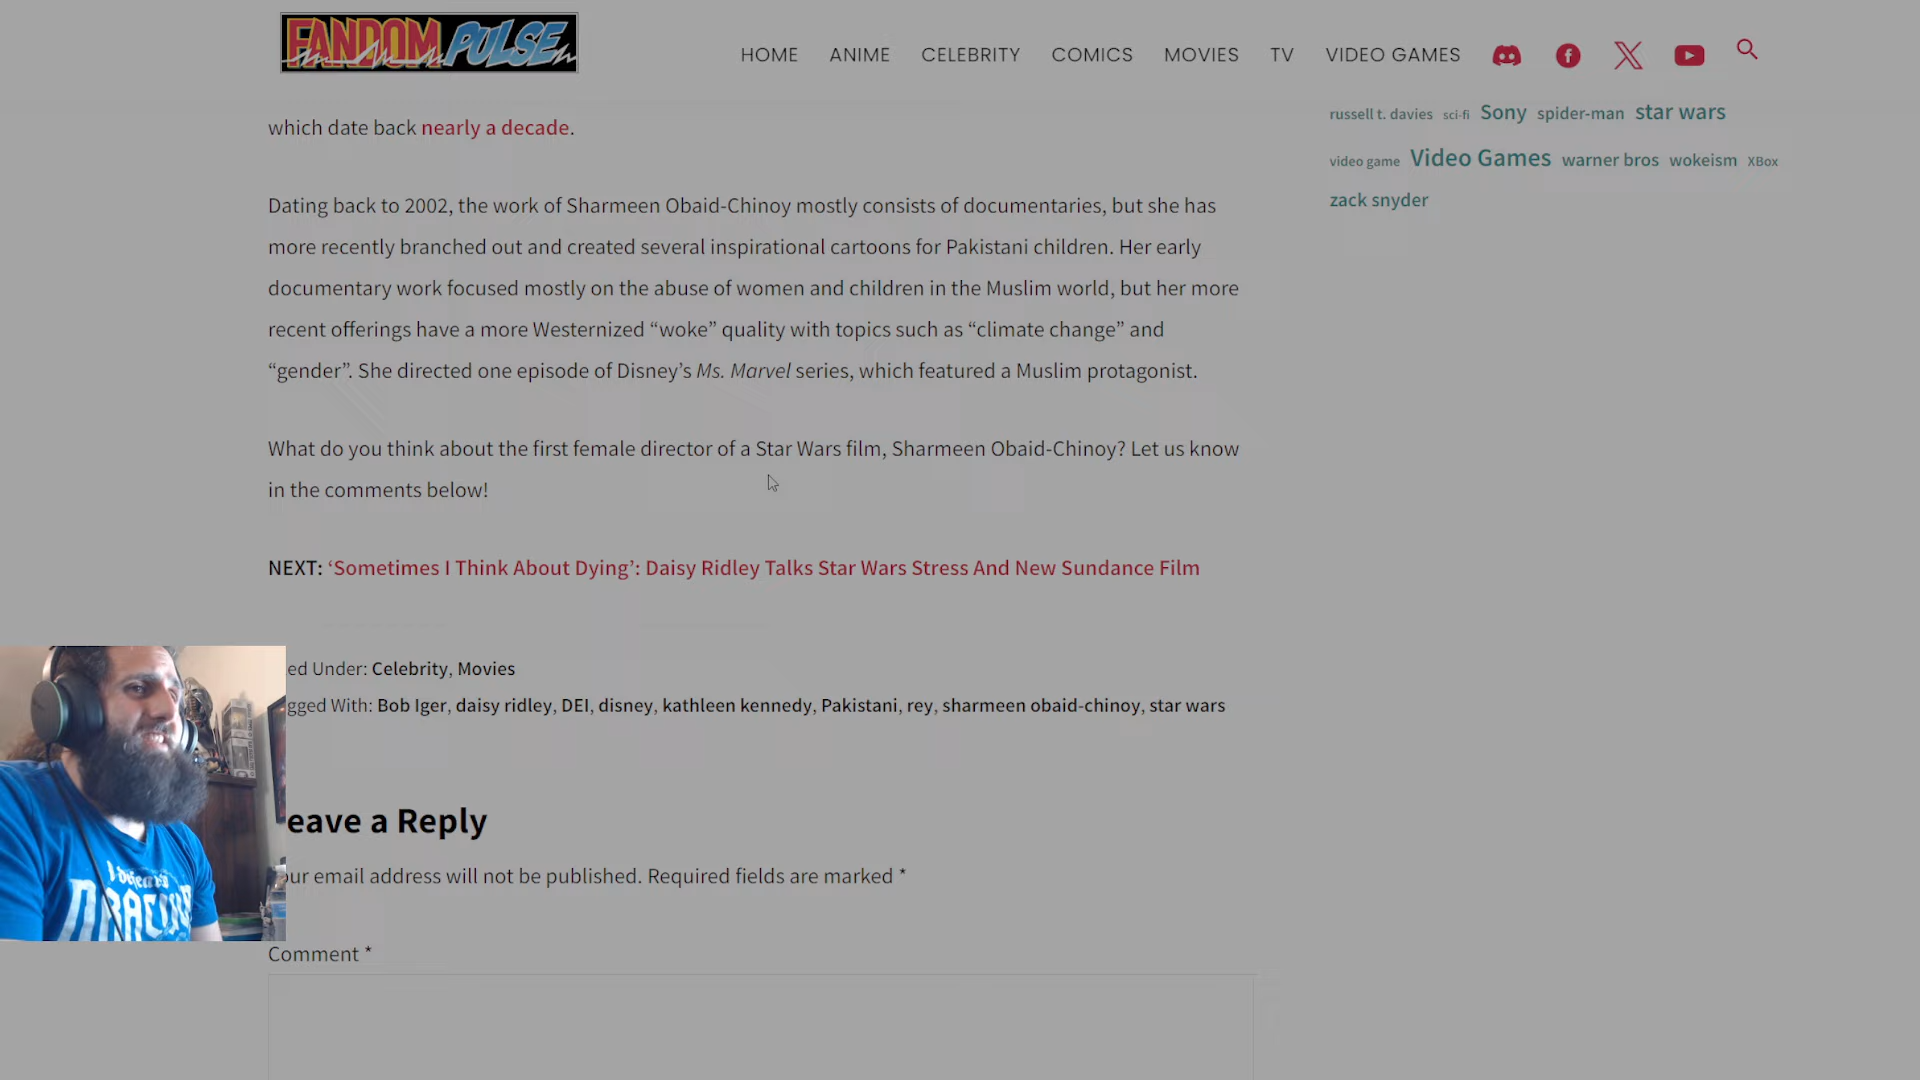 FANDOM PULSE
HOME ANIME CELEBRITY COMICS MOVIES TV VIDEO GAMES
russell t. davies sci-fi Sony spider-man star wars
video game Video Games warner bros wokeism XBox
zack snyder
which date back nearly a decade.
Dating back to 2002, the work of Sharmeen Obaid-Chinoy mostly consists of documentaries, but she has
more recently branched out and created several inspirational cartoons for Pakistani children. Her early
documentary work focused mostly on the abuse of women and children in the Muslim world, but her more
recent offerings have a more Westernized “woke” quality with topics such as “climate change” and
“gender”. She directed one episode of Disney’s Ms. Marvel series, which featured a Muslim protagonist.
What do you think about the first female director of a Star Wars film, Sharmeen Obaid-Chinoy? Let us know
in the comments below!
NEXT: ‘Sometimes I Think About Dying’: Daisy Ridley Talks Star Wars Stress And New Sundance Film
ed Under: Celebrity, Movies
gged With: Bob Iger, daisy ridley, DEI, disney, kathleen kennedy, Pakistani, rey, sharmeen obaid-chinoy, star wars
eave a Reply
our email address will not be published. Required fields are marked *
Comment *